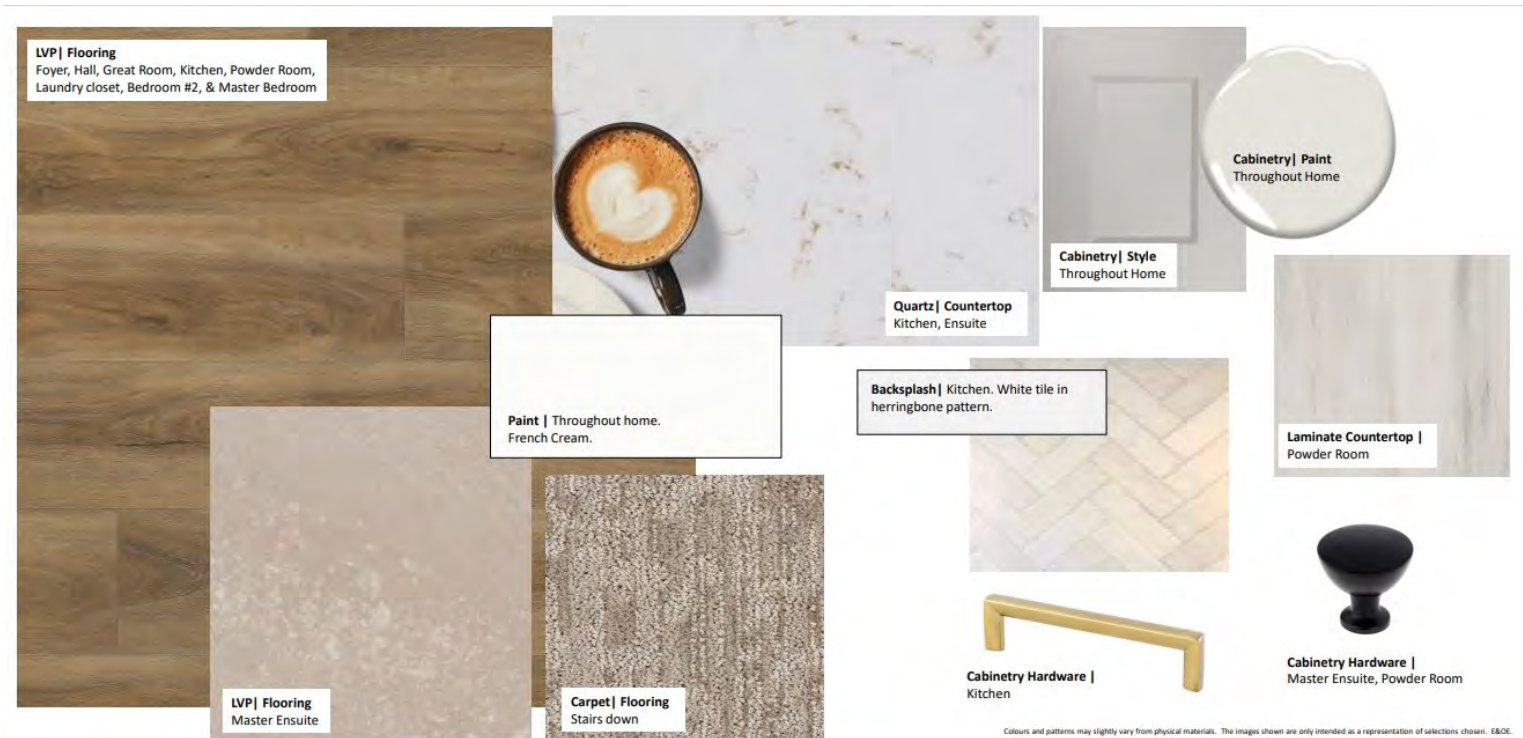 LVP| Flooring
Foyer, Hall, Great Room, Kitchen, Powder Room,
Laundry closet, Bedroom #2, & Master Bedroom
Cabinetry| Paint
Throughout Home
Cabinetry| Style
Throughout Home
Quartz| Countertop
Kitchen, Ensuite
Backsplash| Kitchen. White tile in
herringbone pattern.
Paint | Throughout home.
French Cream.
Laminate Countertop |
Powder Room
LVP| Flooring
Master Ensuite
Carpet| Flooring
Stairs down
Cabinetry Hardware |
Kitchen
Cabinetry Hardware |
Master Ensuite, Powder Room
Colours and patterns may slightly vary from physical materials. The images shown are only intended as a representation of selections chosen. E&OE.